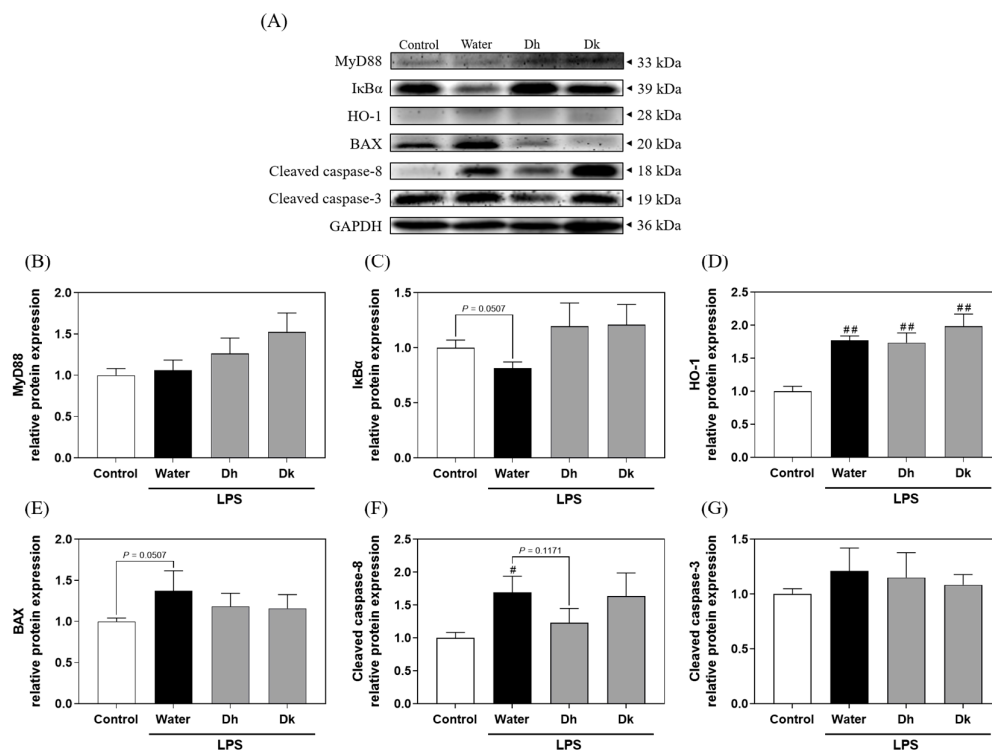 (A)
Control Water Dh Dk
MyD88 ◄ 33 kDa
IκBα ◄ 39 kDa
HO-1 ◄ 28 kDa
BAX ◄ 20 kDa
Cleaved caspase-8 ◄ 18 kDa
Cleaved caspase-3 ◄ 19 kDa
GAPDH ◄ 36 kDa
(B)
MyD88
relative protein expression
2.0
1.5
1.0
0.5
0.0
Control Water Dh Dk
LPS
(C)
IκBα
relative protein expression
1.5
1.0
0.5
0.0
P = 0.0507
Control Water Dh Dk
LPS
(D)
HO-1
relative protein expression
2.5
2.0
1.5
1.0
0.5
0.0
## ## ##
Control Water Dh Dk
LPS
(E)
BAX
relative protein expression
2.0
1.5
1.0
0.5
0.0
P = 0.0507
Control Water Dh Dk
LPS
(F)
Cleaved caspase-8
relative protein expression
2.5
2.0
1.5
1.0
0.5
0.0
P = 0.1171
#
Control Water Dh Dk
LPS
(G)
Cleaved caspase-3
relative protein expression
1.5
1.0
0.5
0.0
Control Water Dh Dk
LPS